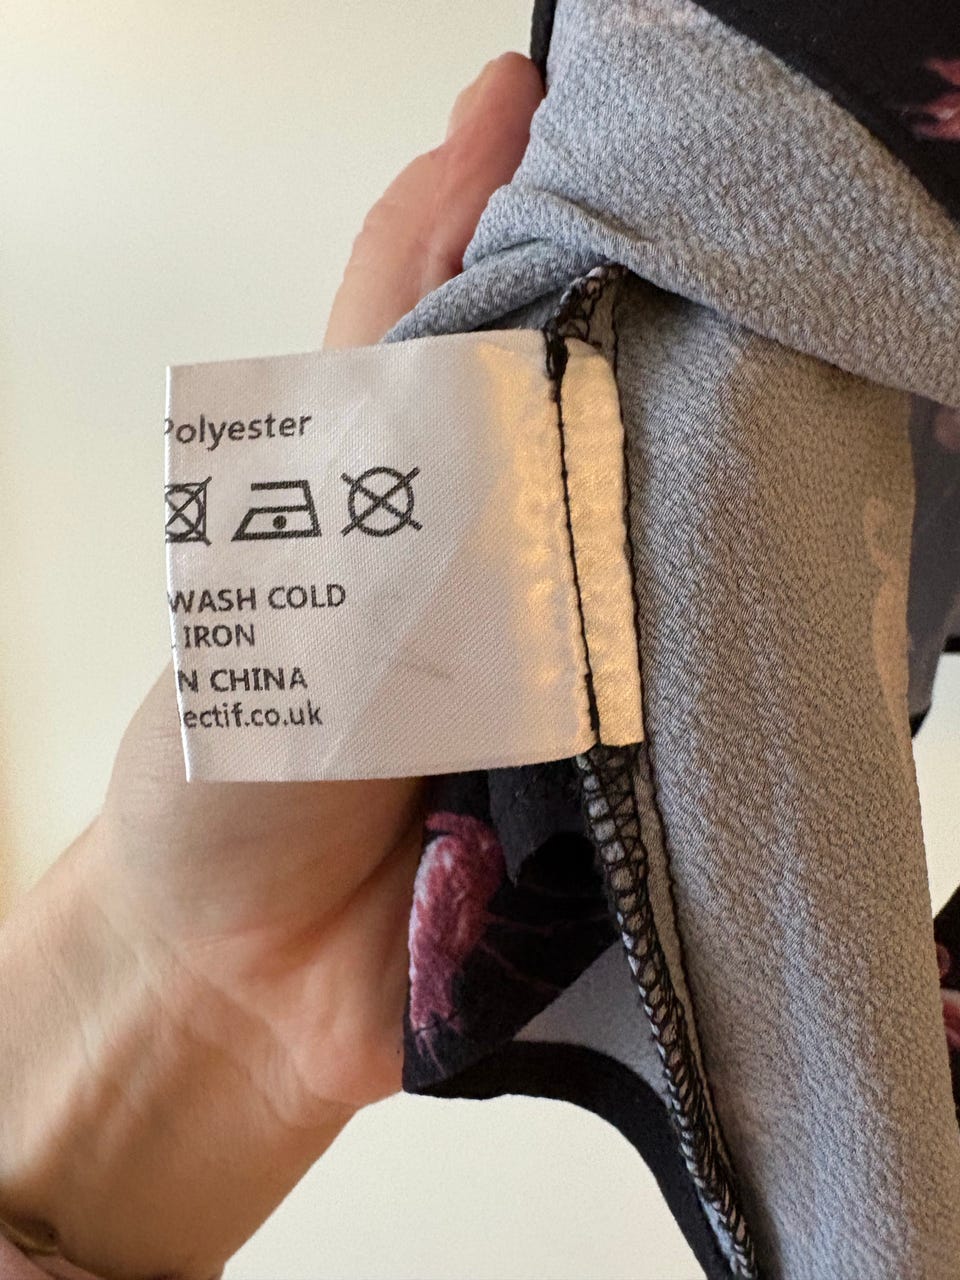 Polyester
WASH COLD
IRON
N CHINA
ectif.co.uk